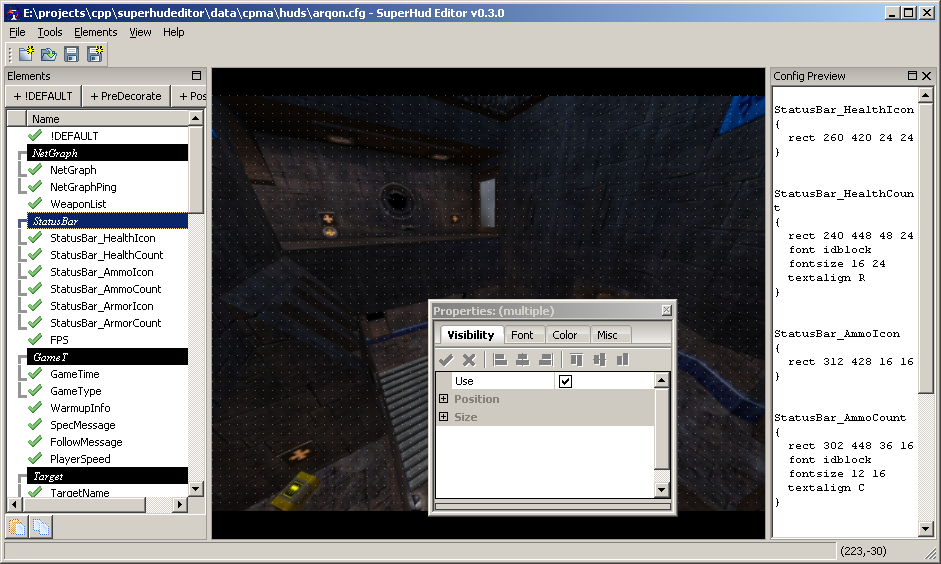 E:\projects\cpp\superhudeditor\data\cpma\huds\arqon.cfg - SuperHud Editor v0.3.0
File Tools Elements View Help
Elements
+ !DEFAULT + PreDecorate + Pos
Name
!DEFAULT
NetGraph
NetGraph
NetGraphPing
WeaponList
StatusBar
StatusBar_HealthIcon
StatusBar_HealthCount
StatusBar_AmmoIcon
StatusBar_AmmoCount
StatusBar_ArmorIcon
StatusBar_ArmorCount
FPS
GameT
GameTime
GameType
WarmupInfo
SpecMessage
FollowMessage
PlayerSpeed
Target
TargetName
Properties: (multiple)
Visibility Font Color Misc
Use
Position
Size
Config Preview
StatusBar_HealthIcon
{
rect 260 420 24 24
}
StatusBar_HealthCoun
t
{
rect 240 448 48 24
font idblock
fontsize 16 24
textalign R
}
StatusBar_AmmoIcon
{
rect 312 428 16 16
}
StatusBar_AmmoCount
{
rect 302 448 36 16
font idblock
fontsize 12 16
textalign C
}
(223,-30)